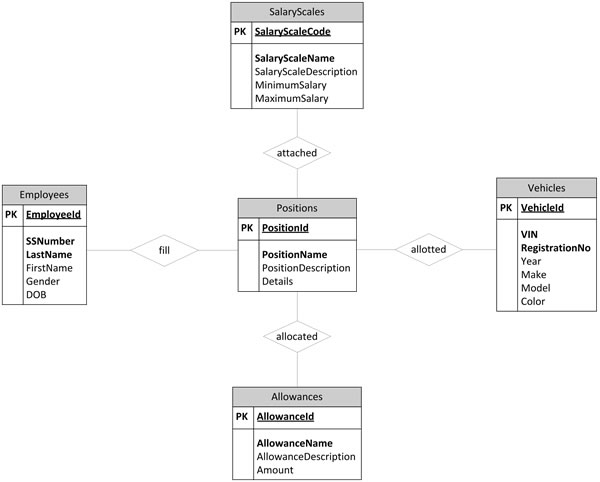 SalaryScales
PK SalaryScaleCode
SalaryScaleName
SalaryScaleDescription
MinimumSalary
MaximumSalary
attached
Employees
PK EmployeeId
SSNumber
LastName
FirstName
Gender
DOB
fill
Positions
PK PositionId
PositionName
PositionDescription
Details
allotted
Vehicles
PK VehicleId
VIN
RegistrationNo
Year
Make
Model
Color
allocated
Allowances
PK AllowanceId
AllowanceName
AllowanceDescription
Amount